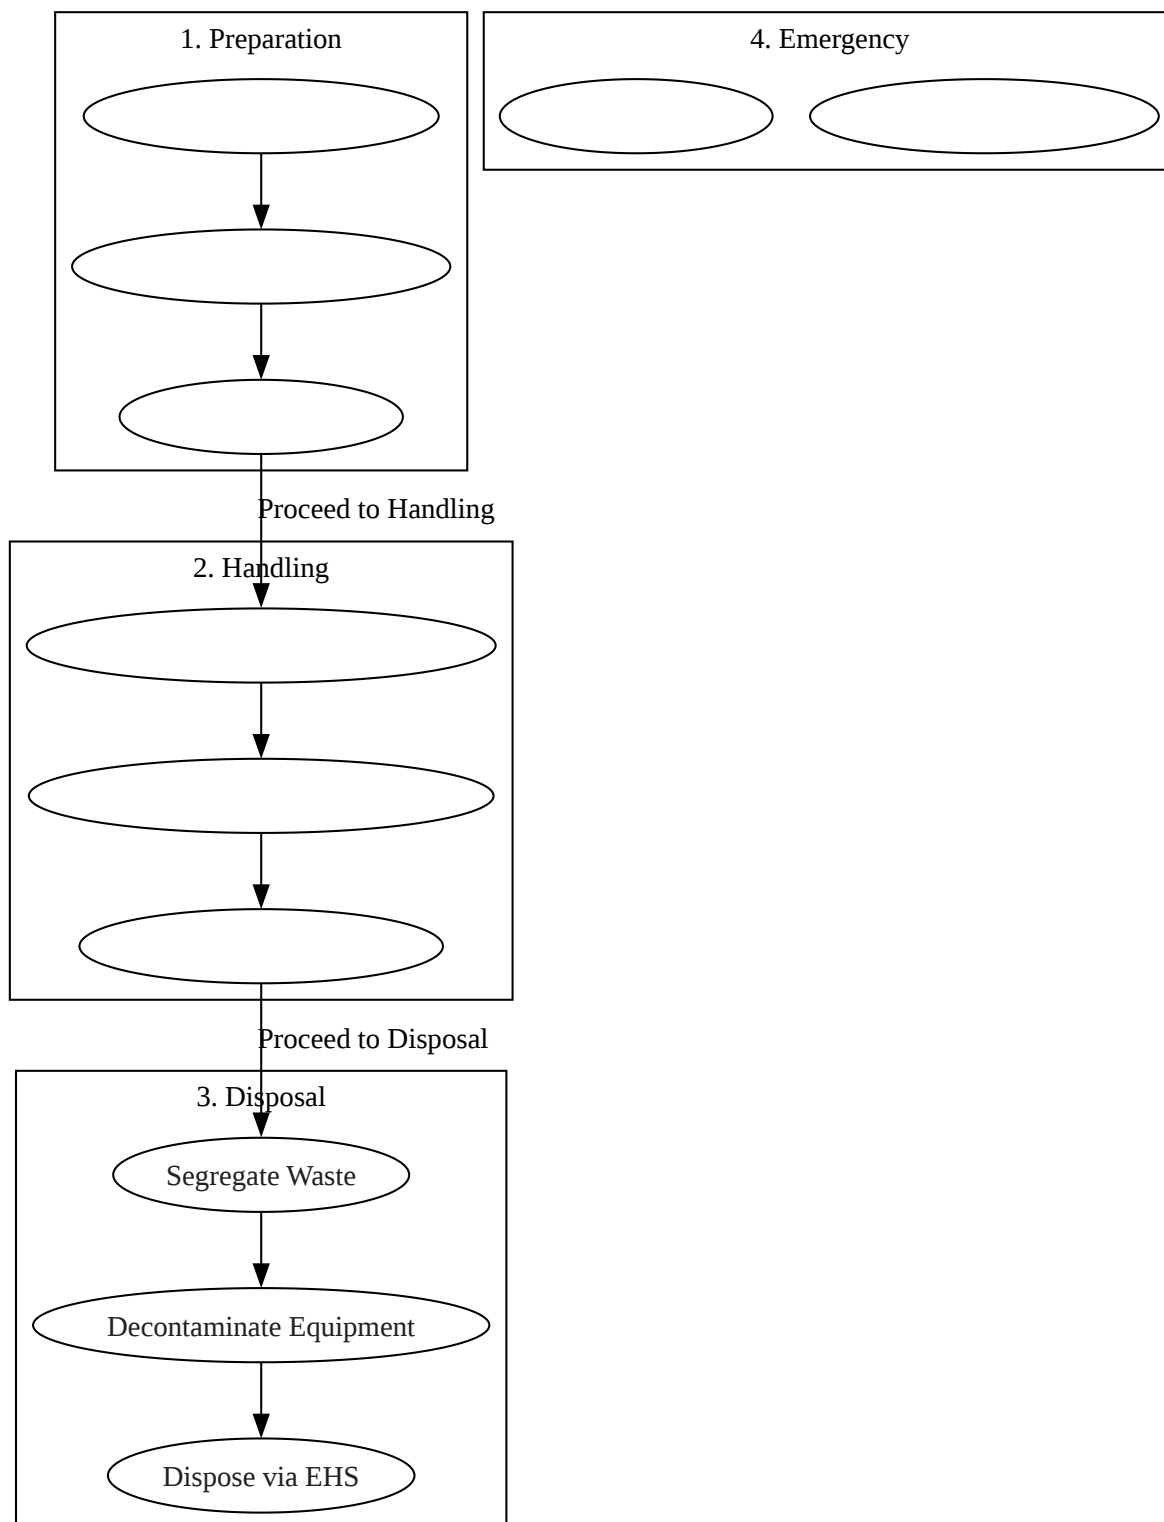 1. Preparation
4. Emergency
Proceed to Handling
2. Handling
Proceed to Disposal
3. Disposal
Segregate Waste
Decontaminate Equipment
Dispose via EHS